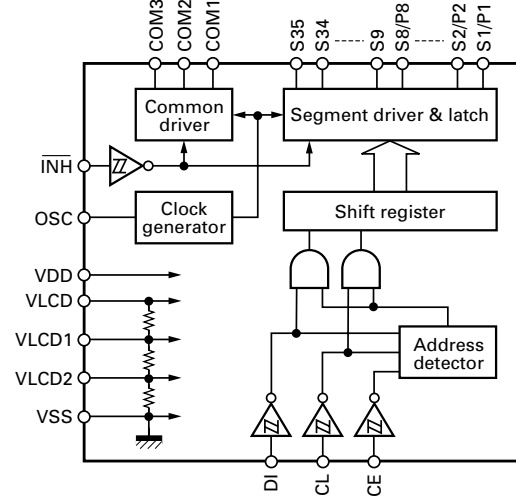 COM3 COM2 COM1 S35 S34 S9 S8/P8 S2/P2 S1/P1
Common
driver
Segment driver & latch
INH
OSC
Clock
generator
Shift register
VDD
VLCD
VLCD1
VLCD2
VSS
Address
detector
DI CL CE